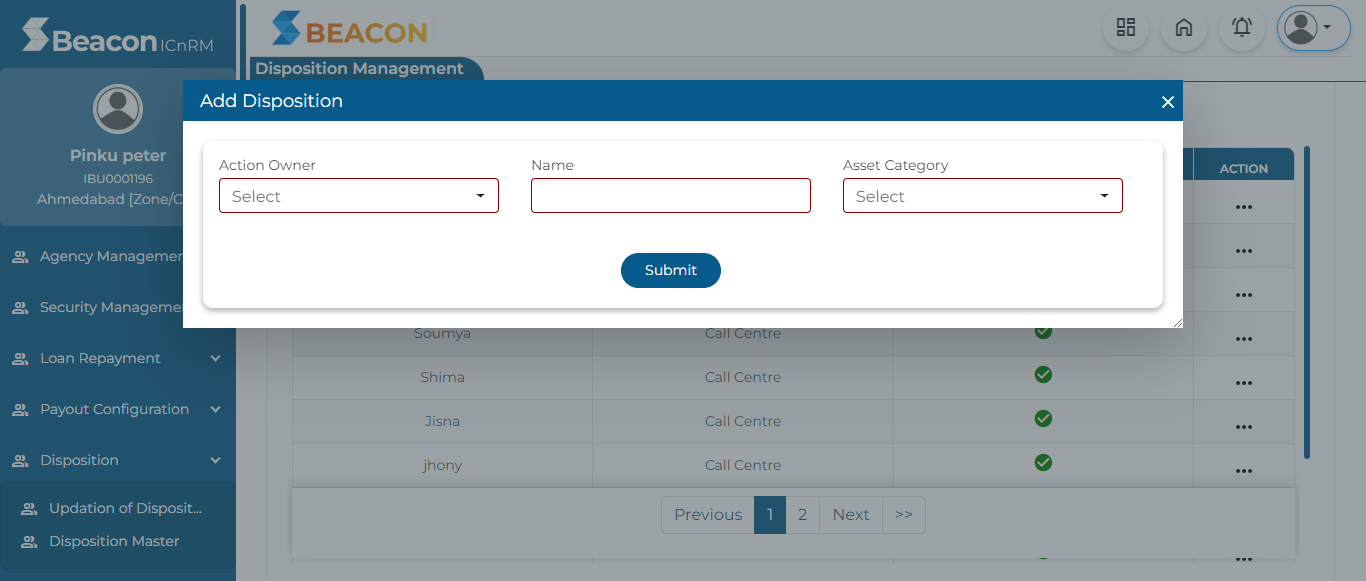 Beacon ICnRM
BEACON
Disposition Management
Pinku peter
IBU0001196
Ahmedabad [Zone/C
Agency Managemen
Security Manageme
Loan Repayment
Payout Configuration
Disposition
Updation of Disposit...
Disposition Master
Add Disposition
Action Owner
Name
Asset Category
Select
Select
Submit
ACTION
Soumya Call Centre
Shima Call Centre
Jisna Call Centre
jhony Call Centre
Previous 1 2 Next >>